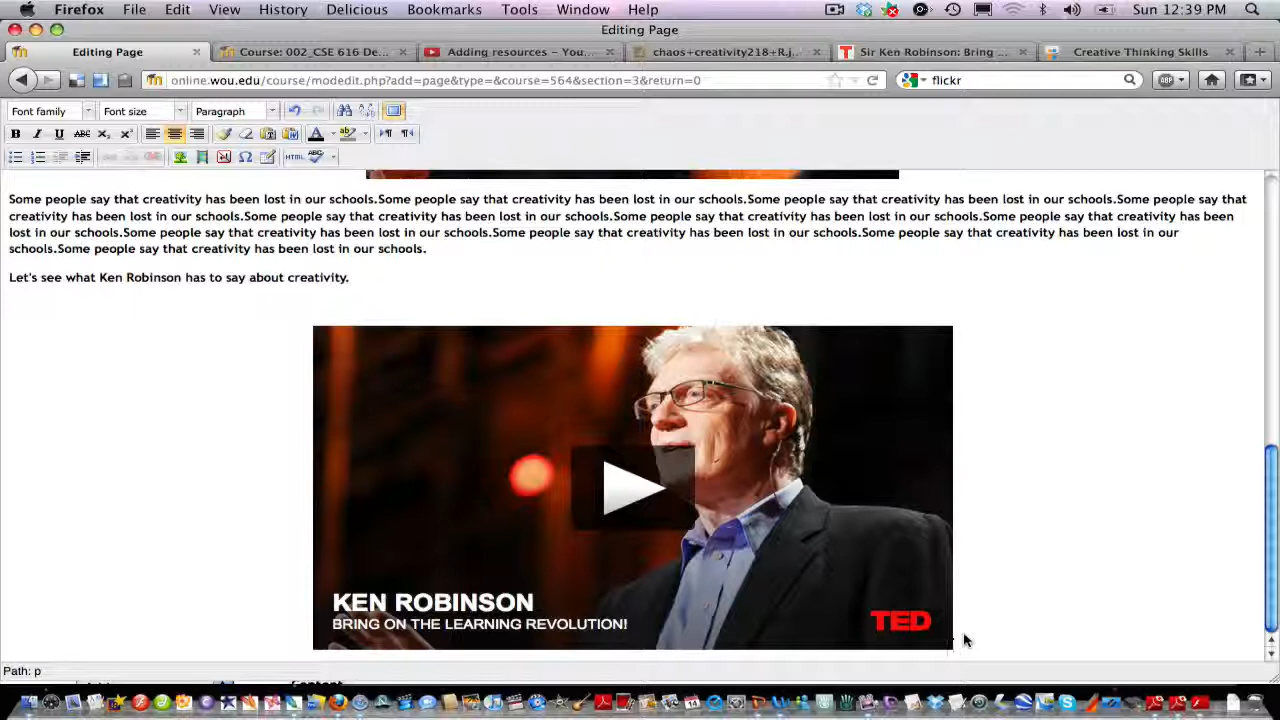 Firefox File Edit View History Delicious Bookmarks Tools Window Help Sun 12:39 PM
Editing Page
Editing Page Course: 002_CSE 616 De... Adding resources - You... chaos+creativity218+R.j... Sir Ken Robinson: Bring ... Creative Thinking Skills
online.wou.edu/course/modedit.php?add=page&type=&course=564&section=3&return=0 flickr ABP
Font family Font size Paragraph
B I U ABC X₂ X² A ab
HTML ABC
Some people say that creativity has been lost in our schools.Some people say that creativity has been lost in our schools.Some people say that creativity has been lost in our schools.Some people say that
creativity has been lost in our schools.Some people say that creativity has been lost in our schools.Some people say that creativity has been lost in our schools.Some people say that creativity has been
lost in our schools.Some people say that creativity has been lost in our schools.Some people say that creativity has been lost in our schools.Some people say that creativity has been lost in our
schools.Some people say that creativity has been lost in our schools.
Let's see what Ken Robinson has to say about creativity.
KEN ROBINSON
BRING ON THE LEARNING REVOLUTION!
TED
Path: p